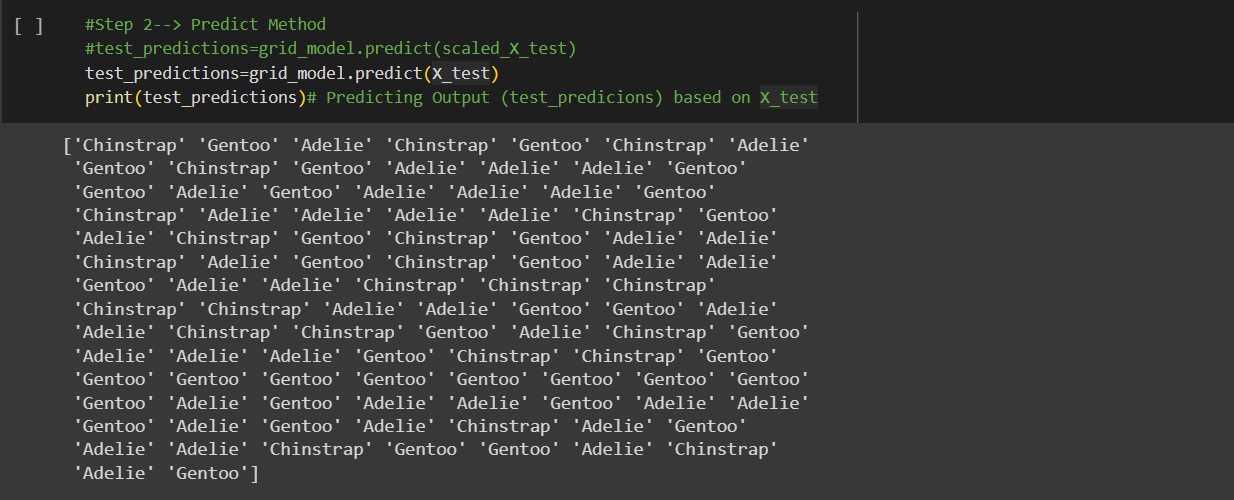 [ ] #Step 2--> Predict Method
#test_predictions=grid_model.predict(scaled_X_test)
test_predictions=grid_model.predict(X_test)
print(test_predictions)# Predicting Output (test_predicions) based on X_test
['Chinstrap' 'Gentoo' 'Adelie' 'Chinstrap' 'Gentoo' 'Chinstrap' 'Adelie'
'Gentoo' 'Chinstrap' 'Gentoo' 'Adelie' 'Adelie' 'Adelie' 'Gentoo'
'Gentoo' 'Adelie' 'Gentoo' 'Adelie' 'Adelie' 'Adelie' 'Gentoo'
'Chinstrap' 'Adelie' 'Adelie' 'Adelie' 'Adelie' 'Chinstrap' 'Gentoo'
'Adelie' 'Chinstrap' 'Gentoo' 'Chinstrap' 'Gentoo' 'Adelie' 'Adelie'
'Chinstrap' 'Adelie' 'Gentoo' 'Chinstrap' 'Gentoo' 'Adelie' 'Adelie'
'Gentoo' 'Adelie' 'Adelie' 'Chinstrap' 'Chinstrap' 'Chinstrap'
'Chinstrap' 'Chinstrap' 'Adelie' 'Adelie' 'Gentoo' 'Gentoo' 'Adelie'
'Adelie' 'Chinstrap' 'Chinstrap' 'Gentoo' 'Adelie' 'Chinstrap' 'Gentoo'
'Adelie' 'Adelie' 'Adelie' 'Gentoo' 'Chinstrap' 'Chinstrap' 'Gentoo'
'Gentoo' 'Gentoo' 'Gentoo' 'Gentoo' 'Gentoo' 'Gentoo' 'Gentoo' 'Gentoo'
'Gentoo' 'Adelie' 'Gentoo' 'Adelie' 'Adelie' 'Gentoo' 'Adelie' 'Adelie'
'Gentoo' 'Adelie' 'Gentoo' 'Adelie' 'Chinstrap' 'Adelie' 'Gentoo'
'Adelie' 'Adelie' 'Chinstrap' 'Gentoo' 'Gentoo' 'Adelie' 'Chinstrap'
'Adelie' 'Gentoo']